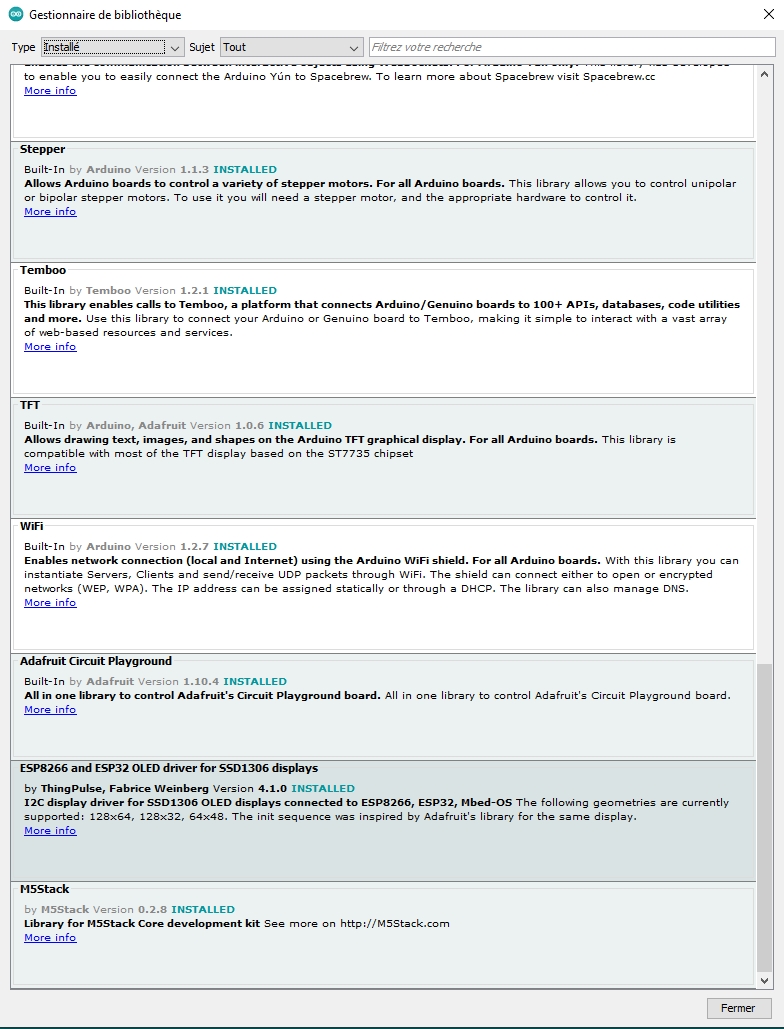 Gestionnaire de bibliothèque
Type Installé Sujet Tout Filtrez votre recherche
to enable you to easily connect the Arduino Yún to Spacebrew. To learn more about Spacebrew visit Spacebrew.cc
More info
Stepper
Built-In by Arduino Version 1.1.3 INSTALLED
Allows Arduino boards to control a variety of stepper motors. For all Arduino boards. This library allows you to control unipolar
or bipolar stepper motors. To use it you will need a stepper motor, and the appropriate hardware to control it.
More info
Temboo
Built-In by Temboo Version 1.2.1 INSTALLED
This library enables calls to Temboo, a platform that connects Arduino/Genuino boards to 100+ APIs, databases, code utilities
and more. Use this library to connect your Arduino or Genuino board to Temboo, making it simple to interact with a vast array
of web-based resources and services.
More info
TFT
Built-In by Arduino, Adafruit Version 1.0.6 INSTALLED
Allows drawing text, images, and shapes on the Arduino TFT graphical display. For all Arduino boards. This library is
compatible with most of the TFT display based on the ST7735 chipset
More info
WiFi
Built-In by Arduino Version 1.2.7 INSTALLED
Enables network connection (local and Internet) using the Arduino WiFi shield. For all Arduino boards. With this library you can
instantiate Servers, Clients and send/receive UDP packets through WiFi. The shield can connect either to open or encrypted
networks (WEP, WPA). The IP address can be assigned statically or through a DHCP. The library can also manage DNS.
More info
Adafruit Circuit Playground
Built-In by Adafruit Version 1.10.4 INSTALLED
All in one library to control Adafruit's Circuit Playground board. All in one library to control Adafruit's Circuit Playground board.
More info
ESP8266 and ESP32 OLED driver for SSD1306 displays
by ThingPulse, Fabrice Weinberg Version 4.1.0 INSTALLED
I2C display driver for SSD1306 OLED displays connected to ESP8266, ESP32, Mbed-OS The following geometries are currently
supported: 128x64, 128x32, 64x48. The init sequence was inspired by Adafruit's library for the same display.
More info
M5Stack
by M5Stack Version 0.2.8 INSTALLED
Library for M5Stack Core development kit See more on http://M5Stack.com
More info
Fermer